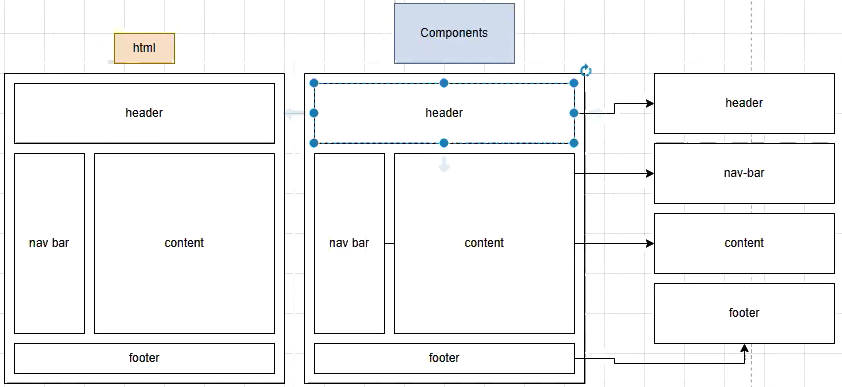 html
Components
header
nav bar
content
footer
header
nav bar
content
footer
header
nav-bar
content
footer